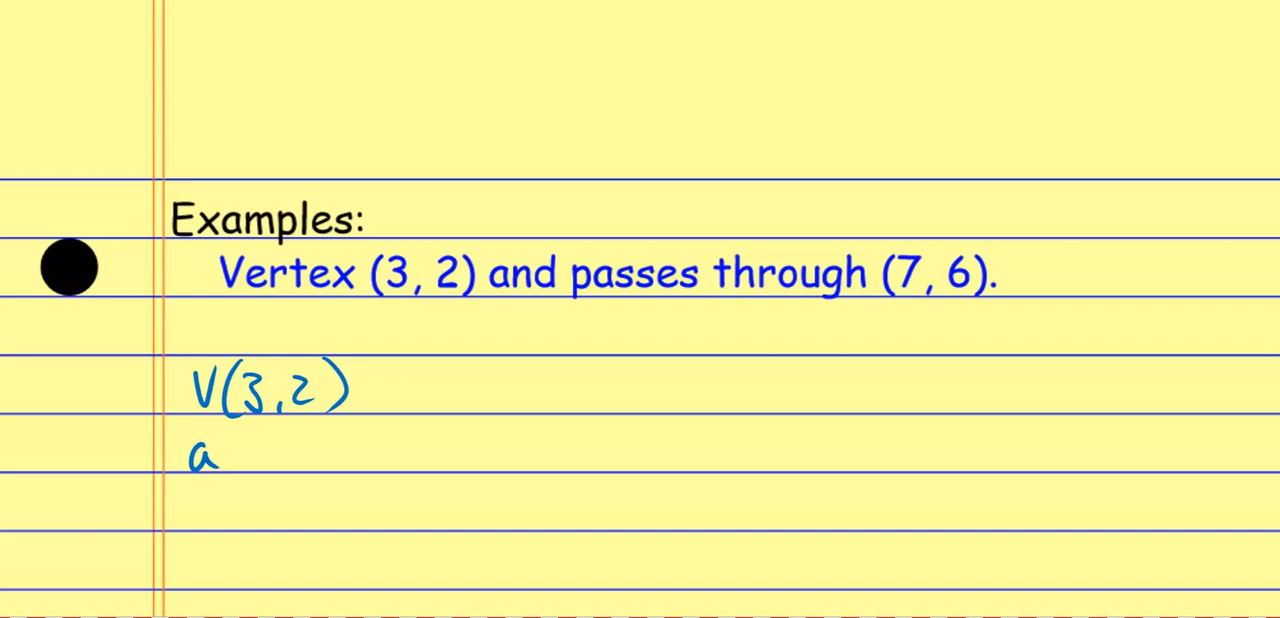 Examples:
Vertex (3, 2) and passes through (7, 6).
V(3,2)
a